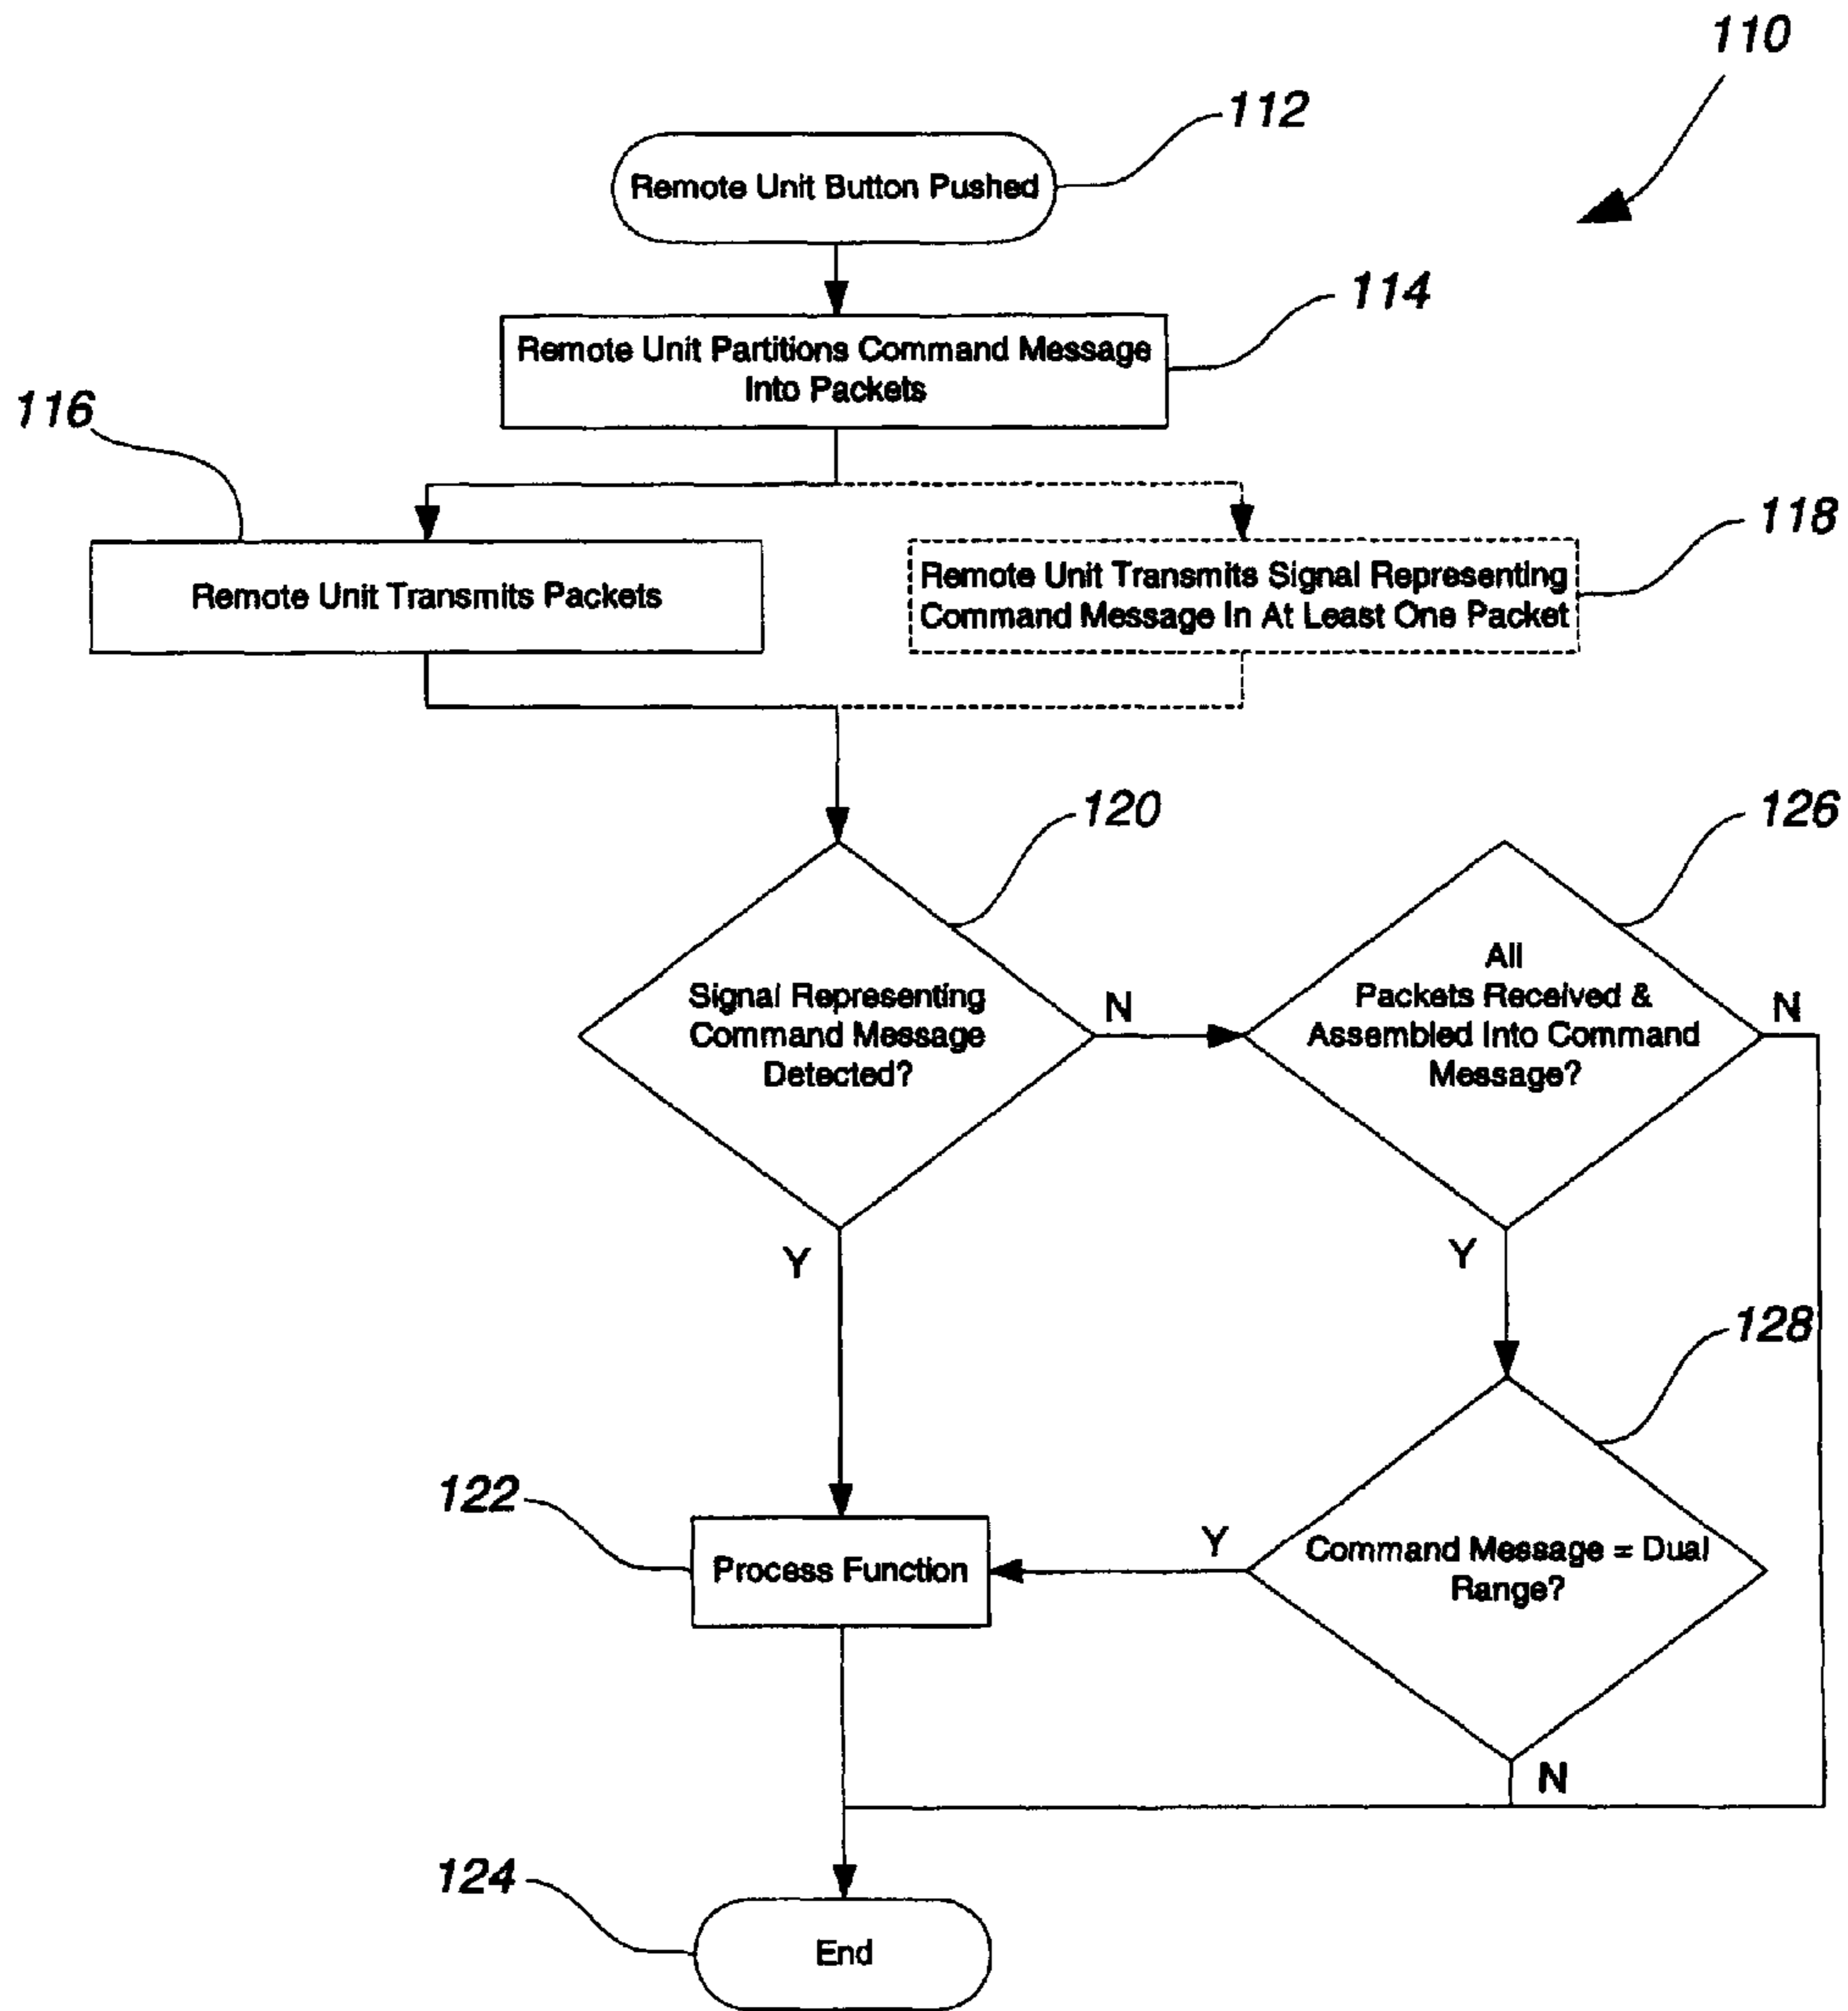 110
112
Remote Unit Button Pushed
114
Remote Unit Partitions Command Message
Into Packets
116
118
Remote Unit Transmits Packets
Remote Unit Transmits Signal Representing
Command Message In At Least One Packet
120
126
Signal Representing
Command Message
Detected?
N
All
Packets Received &
Assembled Into Command
Message?
N
Y
Y
128
122
Process Function
Y
Command Message = Dual
Range?
N
124
End